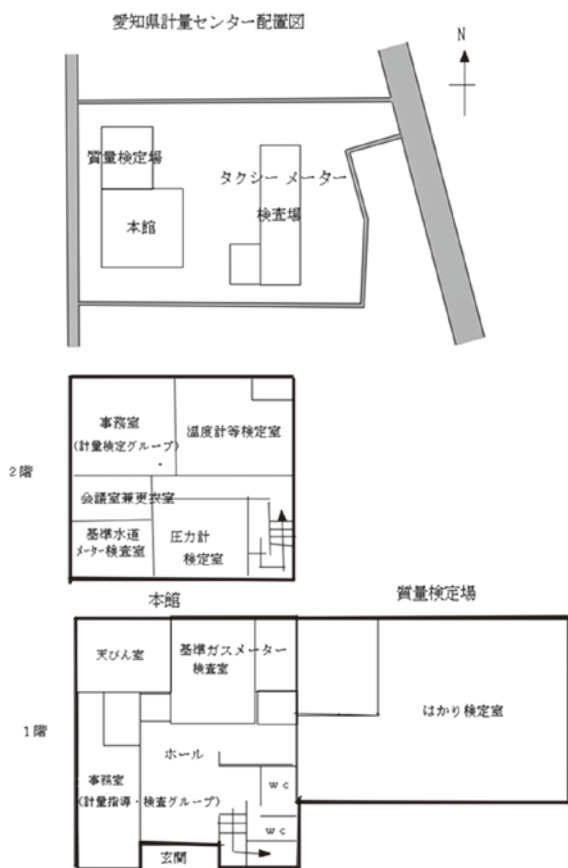 愛知県計量センター配置図
N
質量検定場
本館
タクシー メーター
検査場
2階
事務室
(計量検定グループ)
温度計等検定室
会議室兼更衣室
基準水道
メーター検査室
圧力計
検定室
本館
質量検定場
1階
天びん室
基準ガスメーター
検査室
はかり検定室
ホール
事務室
(計量指導・検査グループ)
wc
wc
玄関